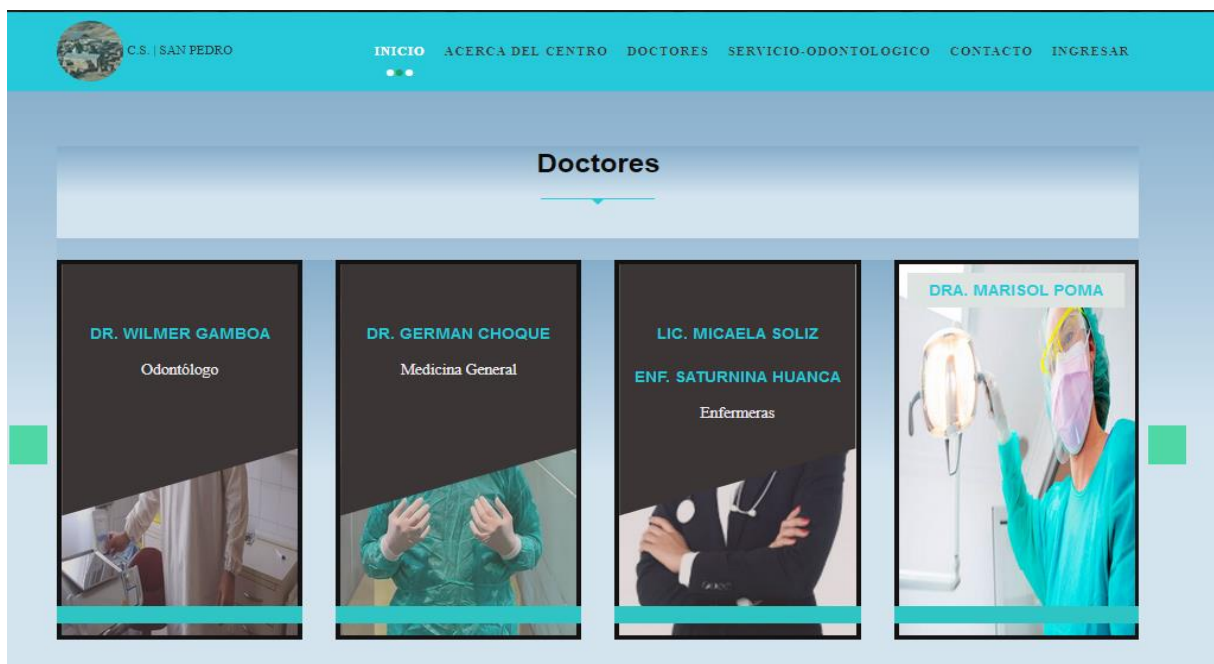 C.S. | SAN PEDRO
INICIO ACERCA DEL CENTRO DOCTORES SERVICIO-ODONTOLOGICO CONTACTO INGRESAR
Doctores
DR. WILMER GAMBOA
Odontólogo
DR. GERMAN CHOQUE
Medicina General
LIC. MICAELA SOLIZ
ENF. SATURNINA HUANCA
Enfermeras
DRA. MARISOL POMA